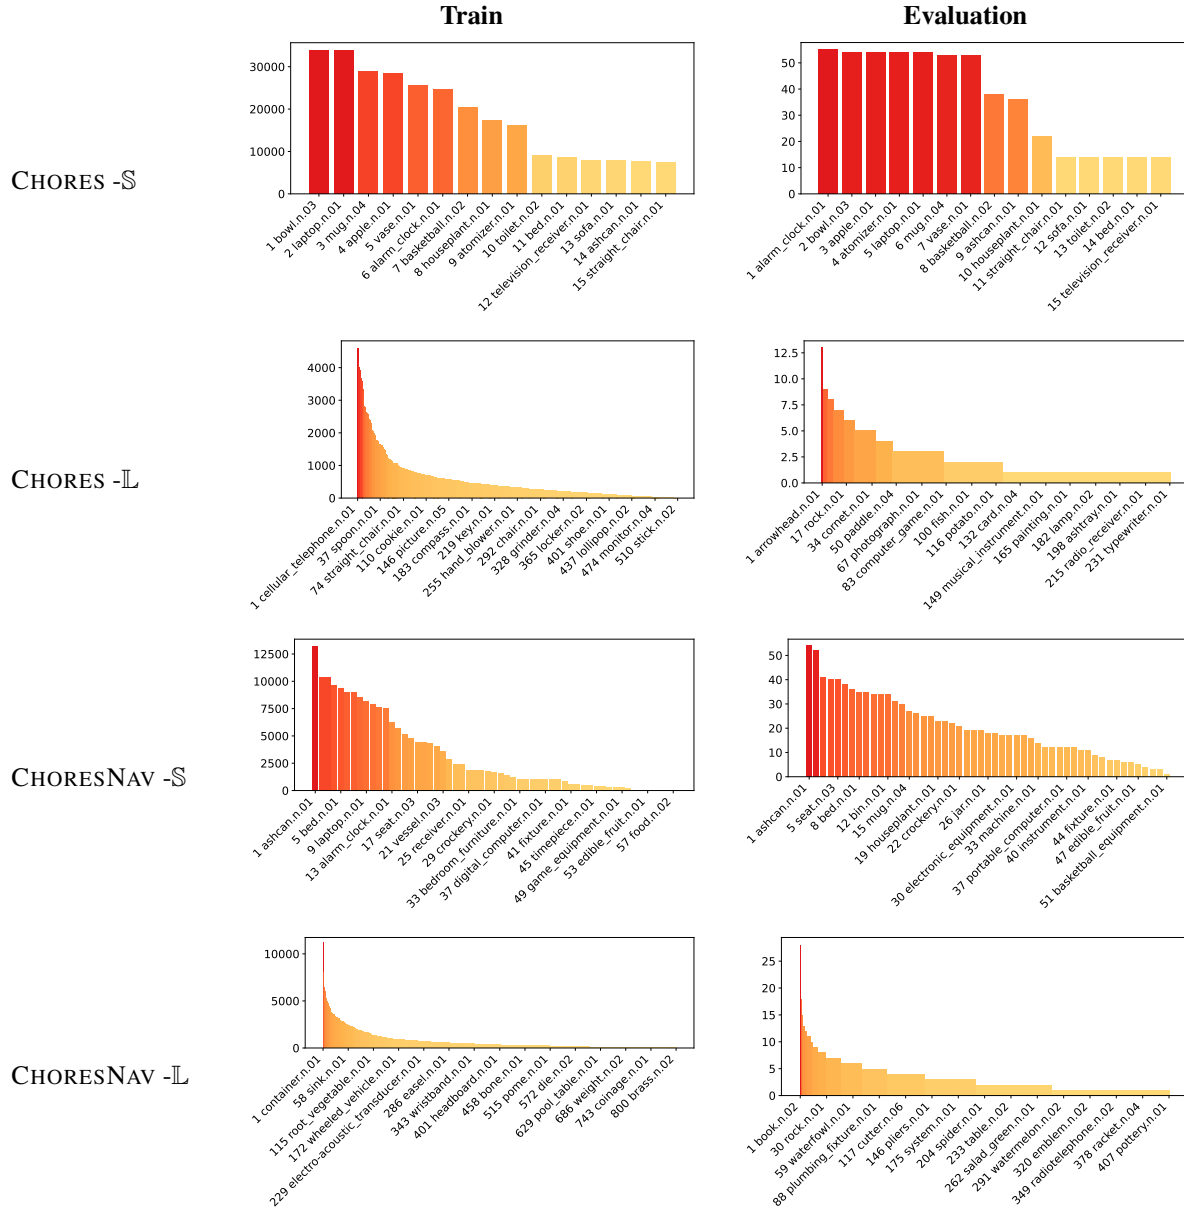 Train
Evaluation
CHORES -𝕊
30000
20000
10000
0
1 bowl.n.03
2 laptop.n.01
3 mug.n.04
4 apple.n.01
5 vase.n.01
6 alarm_clock.n.01
7 basketball.n.02
8 houseplant.n.01
9 atomizer.n.01
10 toilet.n.02
11 bed.n.01
12 television_receiver.n.01
13 sofa.n.01
14 ashcan.n.01
15 straight_chair.n.01
50
40
30
20
10
0
1 alarm_clock.n.01
2 bowl.n.03
3 apple.n.01
4 atomizer.n.01
5 laptop.n.01
6 mug.n.04
7 vase.n.01
8 basketball.n.02
9 ashcan.n.01
10 houseplant.n.01
11 straight_chair.n.01
12 sofa.n.01
13 toilet.n.02
14 bed.n.01
15 television_receiver.n.01
CHORES -𝕃
4000
3000
2000
1000
0
1 cellular_telephone.n.01
37 spoon.n.01
74 straight_chair.n.01
110 cookie.n.01
146 picture.n.05
183 compass.n.01
219 key.n.01
255 hand_blower.n.01
292 chair.n.01
328 grinder.n.04
365 locker.n.02
401 shoe.n.01
437 lollipop.n.02
474 monitor.n.04
510 stick.n.02
12.5
10.0
7.5
5.0
2.5
0.0
1 arrowhead.n.01
17 rock.n.01
34 cornet.n.01
50 paddle.n.04
67 photograph.n.01
83 computer_game.n.01
100 fish.n.01
116 potato.n.01
132 card.n.04
149 musical_instrument.n.01
165 painting.n.01
182 lamp.n.02
198 ashtray.n.01
215 radio_receiver.n.01
231 typewriter.n.01
CHORESNAV -𝕊
12500
10000
7500
5000
2500
0
1 ashcan.n.01
5 bed.n.01
9 laptop.n.01
13 alarm_clock.n.01
17 seat.n.03
21 vessel.n.03
25 receiver.n.01
29 crockery.n.01
33 bedroom_furniture.n.01
37 digital_computer.n.01
41 fixture.n.01
45 timepiece.n.01
49 game_equipment.n.01
53 edible_fruit.n.01
57 food.n.02
50
40
30
20
10
0
1 ashcan.n.01
5 seat.n.03
8 bed.n.01
12 bin.n.01
15 mug.n.04
19 houseplant.n.01
22 crockery.n.01
26 jar.n.01
30 electronic_equipment.n.01
33 machine.n.01
37 portable_computer.n.01
40 instrument.n.01
44 fixture.n.01
47 edible_fruit.n.01
51 basketball_equipment.n.01
CHORESNAV -𝕃
10000
5000
0
1 container.n.01
58 sink.n.01
115 root_vegetable.n.01
172 wheeled_vehicle.n.01
229 electro-acoustic_transducer.n.01
286 easel.n.01
343 wristband.n.01
401 headboard.n.01
458 bone.n.01
515 pome.n.01
572 die.n.02
629 pool_table.n.01
686 weight.n.02
743 coinage.n.01
800 brass.n.02
25
20
15
10
5
0
1 book.n.02
30 rock.n.01
59 waterfowl.n.01
88 plumbing_fixture.n.01
117 cutter.n.06
146 pliers.n.01
175 system.n.01
204 spider.n.01
233 table.n.02
262 salad_green.n.01
291 watermelon.n.02
320 emblem.n.02
349 radiotelephone.n.02
378 racket.n.04
407 pottery.n.01